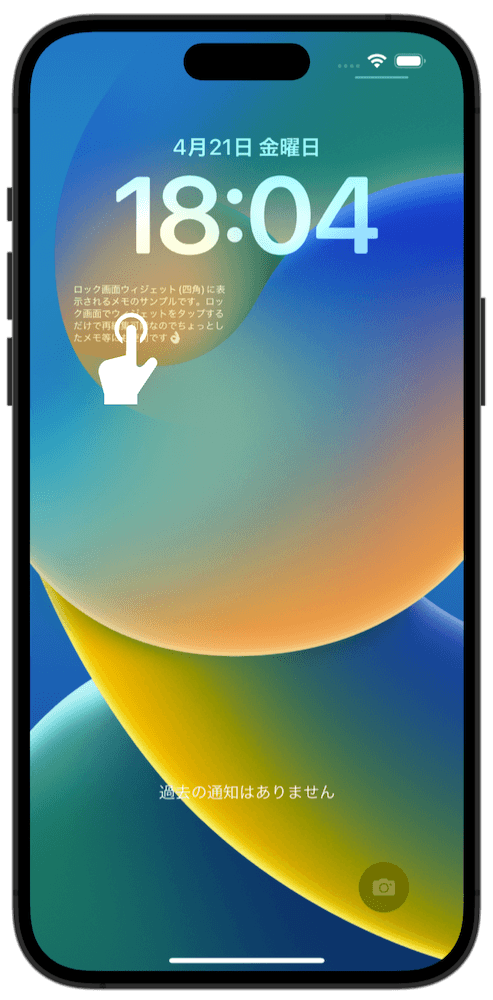 4月21日 金曜日
18:04
ロック画面ウィジェット (四角) に表
示されるメモのサンプルです。ロッ
ク画面でウィジェットをタップする
だけで再
なのでちょっとし
たメモ等に
です👌🏻
過去の通知はありません